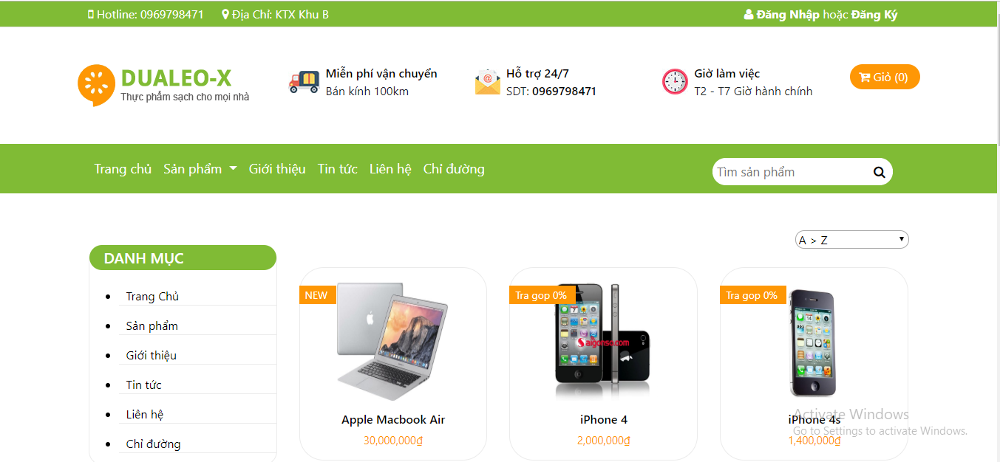 Hotline: 0969798471 Địa Chỉ: KTX Khu B Đăng Nhập hoặc Đăng Ký
DUALEO-X
Thực phẩm sạch cho mọi nhà
Miễn phí vận chuyển
Bán kính 100km
Hỗ trợ 24/7
SDT: 0969798471
Giờ làm việc
T2 - T7 Giờ hành chính
Giỏ (0)
Trang chủ Sản phẩm Giới thiệu Tin tức Liên hệ Chỉ đường
Tìm sản phẩm
A > Z
DANH MỤC
Trang Chủ
Sản phẩm
Giới thiệu
Tin tức
Liên hệ
Chỉ đường
NEW
Apple Macbook Air
30,000,000₫
Tra gop 0%
Saigonso.com
iPhone 4
2,000,000₫
Tra gop 0%
iPhone 4s
1,400,000₫
Activate Windows
Go to Settings to activate Windows.